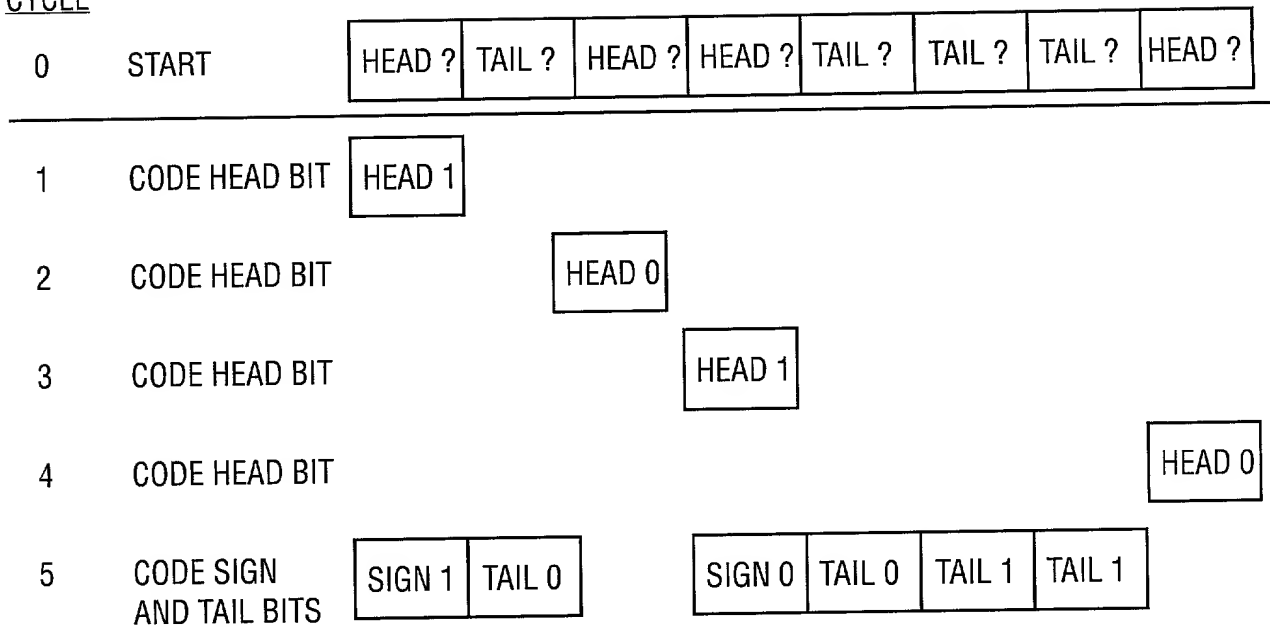 CYCLE
0 START HEAD ? TAIL ? HEAD ? HEAD ? TAIL ? TAIL ? TAIL ? HEAD ?
1 CODE HEAD BIT HEAD 1
2 CODE HEAD BIT HEAD 0
3 CODE HEAD BIT HEAD 1
4 CODE HEAD BIT HEAD 0
5 CODE SIGN SIGN 1 TAIL 0 SIGN 0 TAIL 0 TAIL 1 TAIL 1
AND TAIL BITS